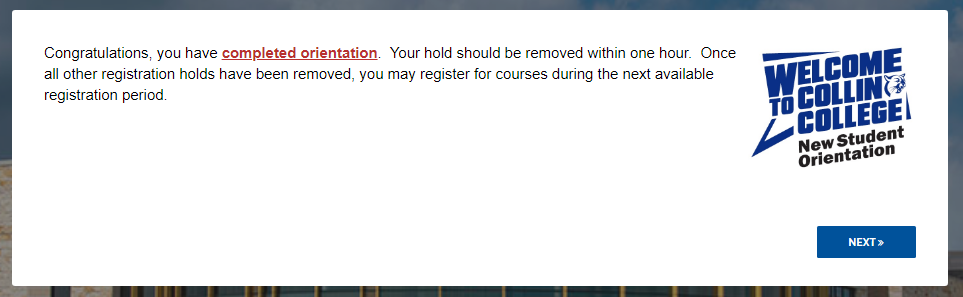 Congratulations, you have completed orientation.  Your hold should be removed within one hour.  Once
all other registration holds have been removed, you may register for courses during the next available
registration period.
WELCOME
TO COLLIN
COLLEGE
New Student
Orientation
NEXT »